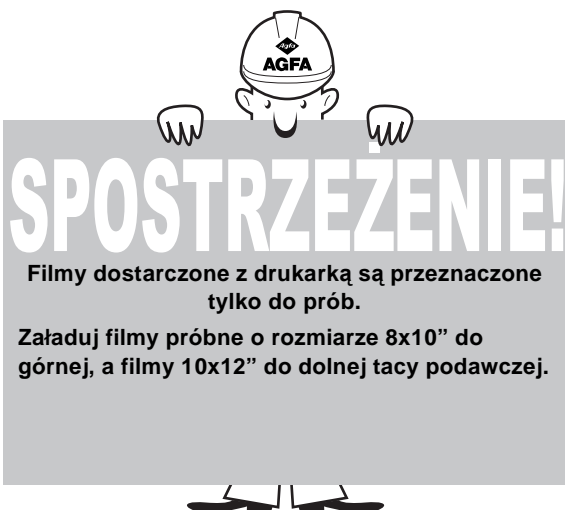 Agfa
AGFA
SPOSTRZEŻENIE!
Filmy dostarczone z drukarką są przeznaczone
tylko do prób.
Załaduj filmy próbne o rozmiarze 8x10” do
górnej, a filmy 10x12” do dolnej tacy podawczej.